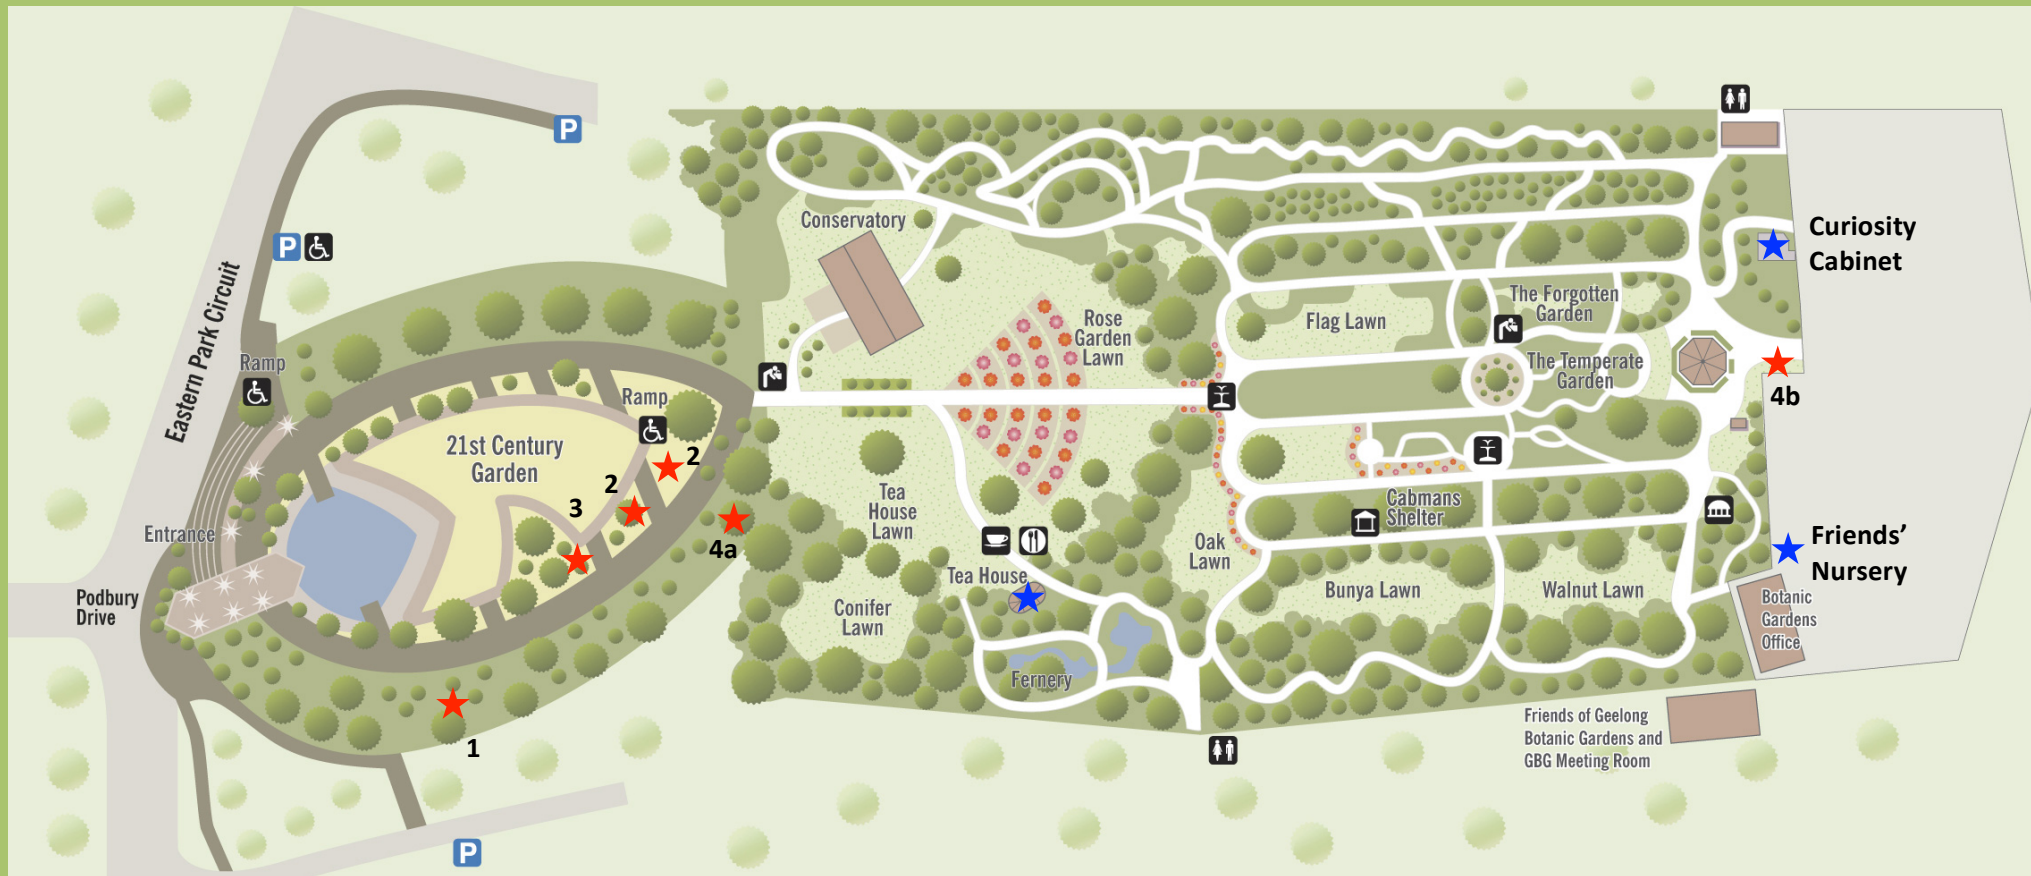 P
Conservatory
Curiosity
Cabinet
P
Eastern Park Circuit
The Forgotten
Garden
Rose
Garden
Lawn
Flag Lawn
Ramp
The Temperate
Garden
Ramp
4b
21st Century
Garden
2
2
3
Tea
House
Lawn
Cabmans
Shelter
Entrance
4a
Oak
Lawn
Friends'
Nursery
Tea House
Bunya Lawn
Walnut Lawn
Podbury
Drive
Conifer
Lawn
Botanic
Gardens
Office
Fernery
1
Friends of Geelong
Botanic Gardens and
GBG Meeting Room
P